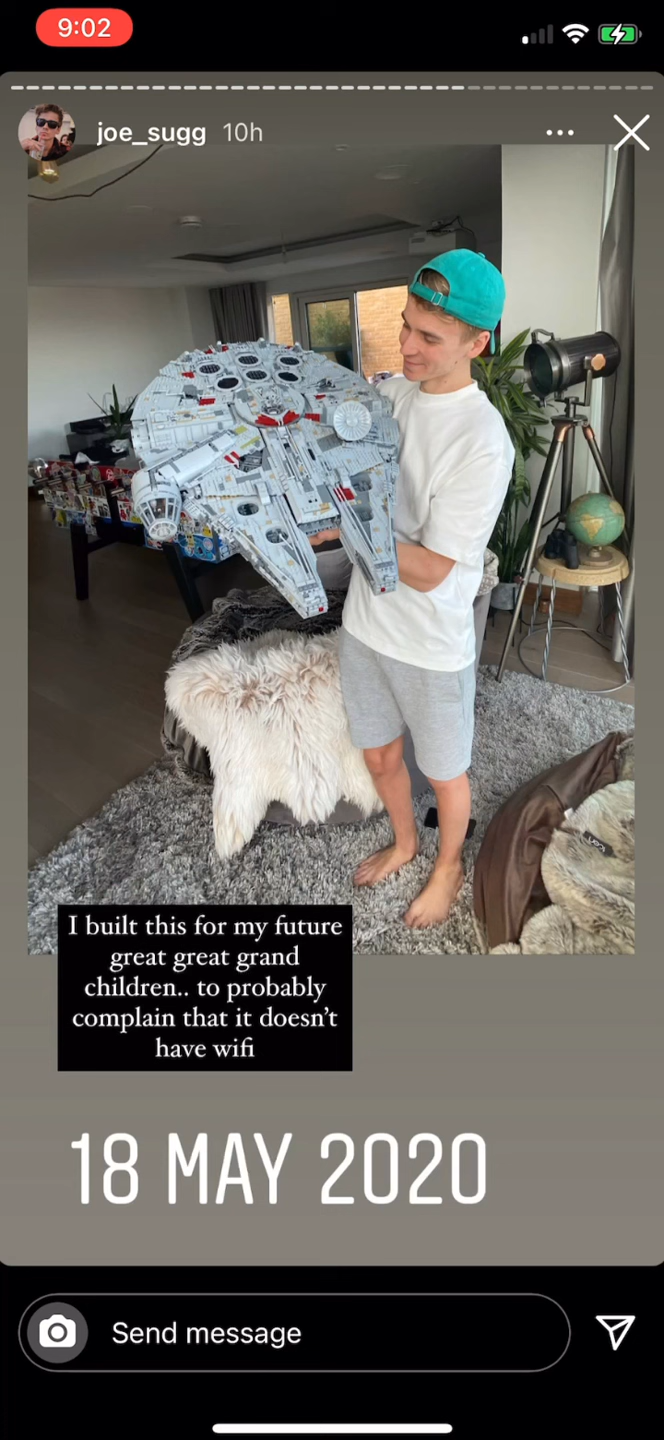 9:02
joe_sugg 10h
I built this for my future
great great grand
children.. to probably
complain that it doesn't
have wifi
18 MAY 2020
Send message